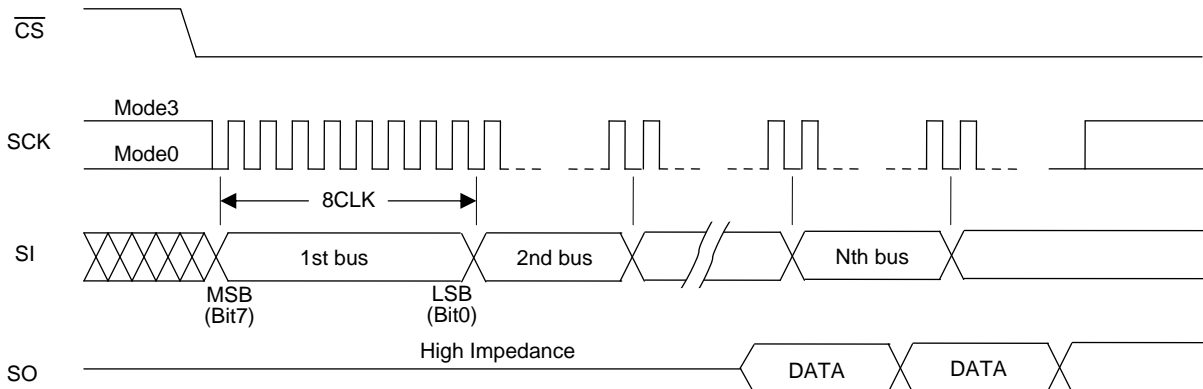 CS
Mode3
SCK
Mode0
8CLK
SI
1st bus
2nd bus
Nth bus
MSB
(Bit7)
LSB
(Bit0)
High Impedance
SO
DATA
DATA